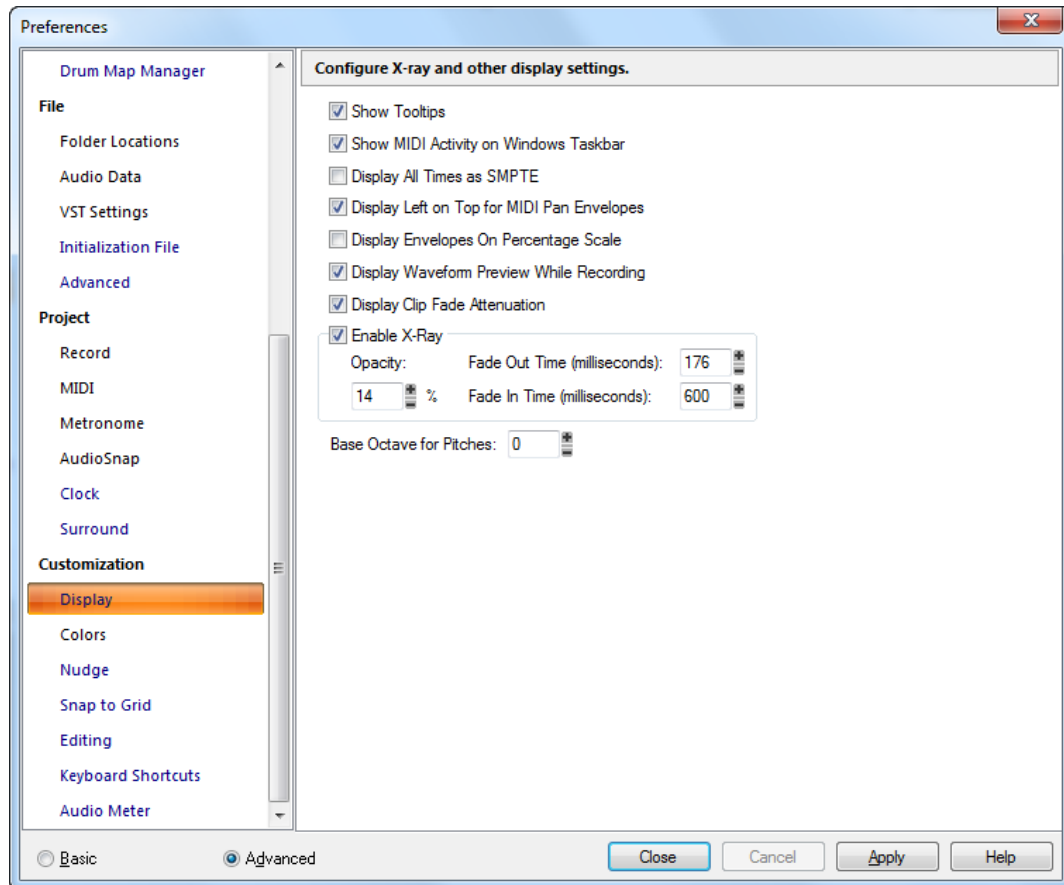 Preferences
Drum Map Manager
File
Folder Locations
Audio Data
VST Settings
Initialization File
Advanced
Project
Record
MIDI
Metronome
AudioSnap
Clock
Surround
Customization
Display
Colors
Nudge
Snap to Grid
Editing
Keyboard Shortcuts
Audio Meter
Configure X-ray and other display settings.
Show Tooltips
Show MIDI Activity on Windows Taskbar
Display All Times as SMPTE
Display Left on Top for MIDI Pan Envelopes
Display Envelopes On Percentage Scale
Display Waveform Preview While Recording
Display Clip Fade Attenuation
Enable X-Ray
Opacity: Fade Out Time (milliseconds): 176
14 % Fade In Time (milliseconds): 600
Base Octave for Pitches: 0
Basic Advanced Close Cancel Apply Help